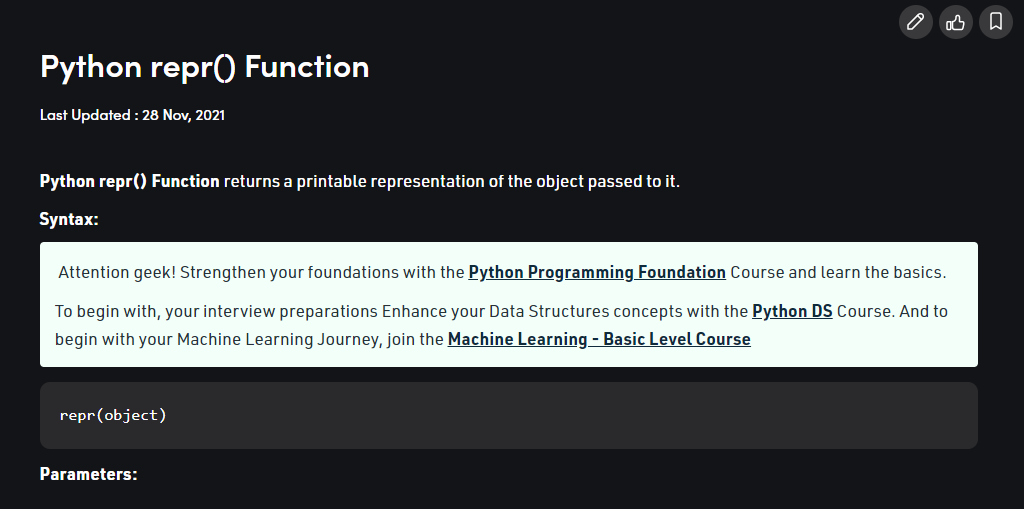 Python repr() Function
Last Updated : 28 Nov, 2021
Python repr() Function returns a printable representation of the object passed to it.
Syntax:
Attention geek! Strengthen your foundations with the Python Programming Foundation Course and learn the basics.
To begin with, your interview preparations Enhance your Data Structures concepts with the Python DS Course. And to
begin with your Machine Learning Journey, join the Machine Learning - Basic Level Course
repr(object)
Parameters: